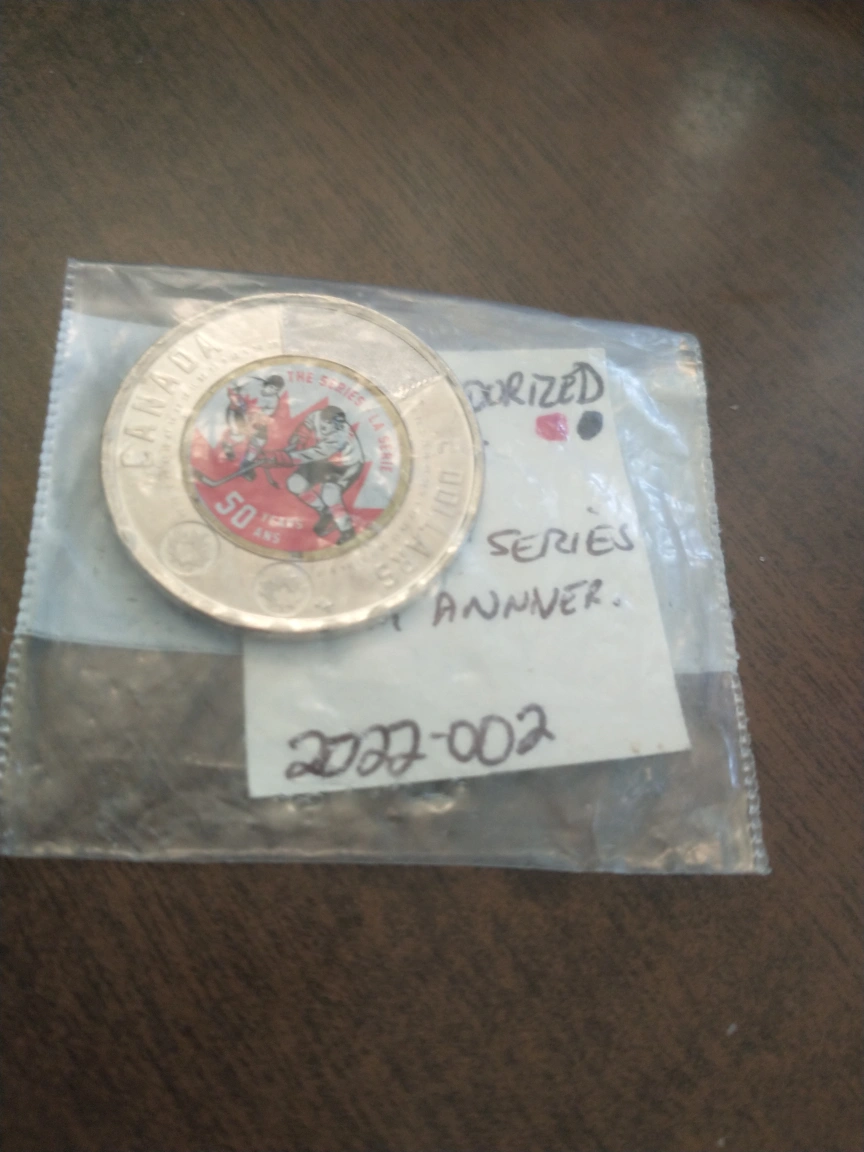 CANADA
THE SERIES / LA SÉRIE
50 YEARS
ANS
DOLLARS
ORIZED
SERIES
ANNNER.
2022-002